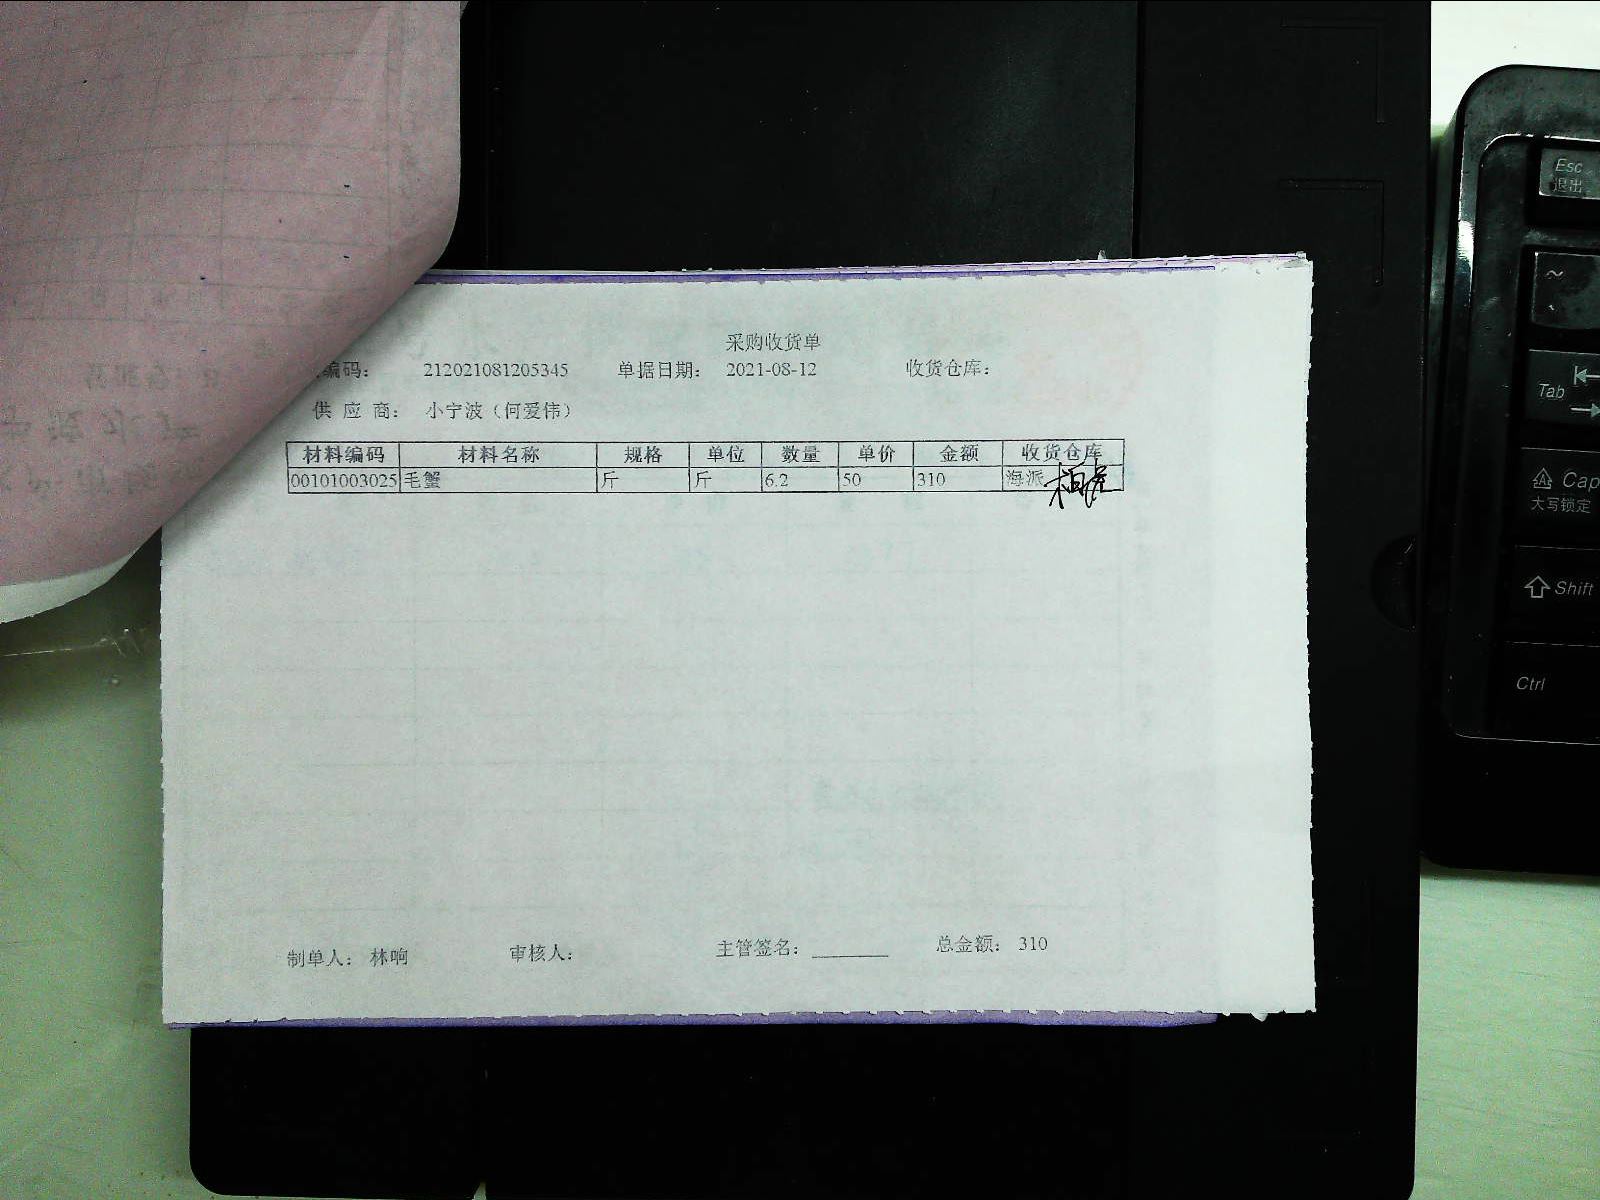 采购收货单
编码： 212021081205345 单据日期： 2021-08-12 收货仓库：
供 应 商： 小宁波（何爱伟）
材料编码 材料名称 规格 单位 数量 单价 金额 收货仓库
00101003025 毛蟹 斤 斤 6.2 50 310 海派
制单人： 林响 审核人： 主管签名： 总金额： 310
Esc
退出
~
Tab
Cap
大写锁定
Shift
Ctrl